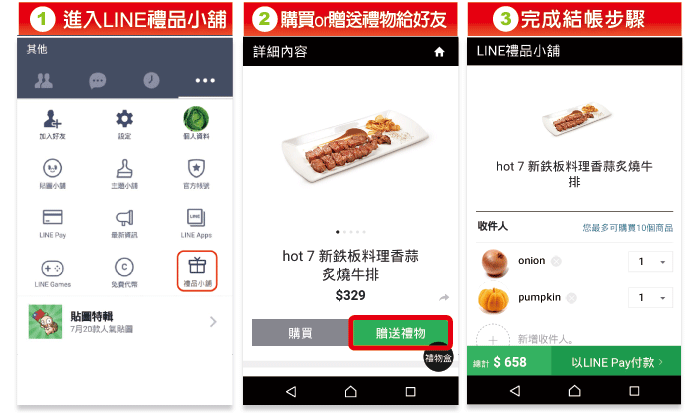 1 進入LINE禮品小舖
其他
加入好友 設定 個人資料
貼圖小舖 主題小舖 官方帳號
LINE Pay 最新資訊 LINE Apps
LINE Games 免費代幣 禮品小舖
貼圖特輯
7月20款人氣貼圖
2 購買or贈送禮物給好友
詳細內容
hot 7 新鉄板料理香蒜
炙燒牛排
$329
購買 贈送禮物
禮物盒
3 完成結帳步驟
LINE禮品小舖
hot 7 新鉄板料理香蒜炙燒牛
排
收件人 您最多可購買10個商品
onion 1
pumpkin 1
新增收件人。
總計 $ 658 以LINE Pay付款